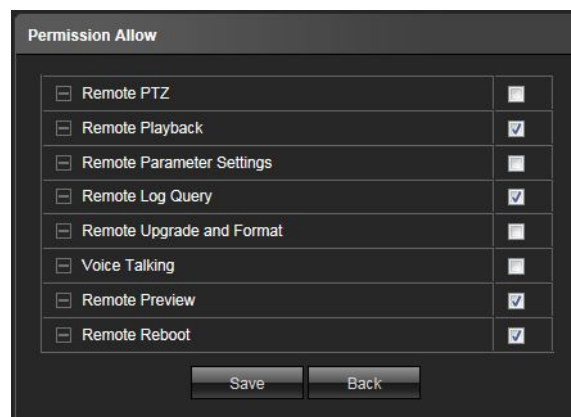 Permission Allow
Remote PTZ
Remote Playback
Remote Parameter Settings
Remote Log Query
Remote Upgrade and Format
Voice Talking
Remote Preview
Remote Reboot
Save Back